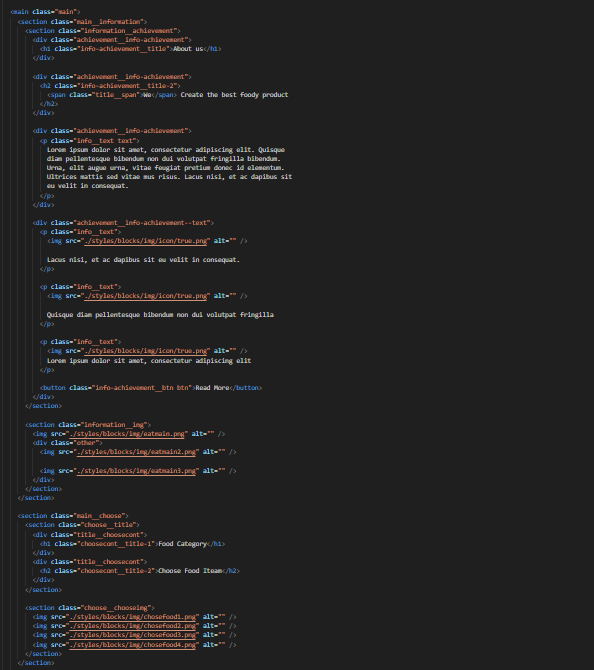 <main class="main">
<section class="main__information">
<section class="information__achievement">
<div class="achievement__info-achievement">
<h1 class="info-achievement__title">About us</h1>
</div>
<div class="achievement__info-achievement">
<h2 class="info-achievement__title-2">
<span class="title__span">We</span> Create the best foody product
</h2>
</div>
<div class="achievement__info-achievement">
<p class="info__text text">
Lorem ipsum dolor sit amet, consectetur adipiscing elit. Quisque
diam pellentesque bibendum non dui volutpat fringilla bibendum.
Urna, elit augue urna, vitae feugiat pretium donec id elementum.
Ultrices mattis sed vitae mus risus. Lacus nisi, et ac dapibus sit
eu velit in consequat.
</p>
</div>
<div class="achievement__info-achievement--text">
<p class="info__text">
<img src="./styles/blocks/img/icon/true.png" alt="" />
Lacus nisi, et ac dapibus sit eu velit in consequat.
</p>
<p class="info__text">
<img src="./styles/blocks/img/icon/true.png" alt="" />
Quisque diam pellentesque bibendum non dui volutpat fringilla
</p>
<p class="info__text">
<img src="./styles/blocks/img/icon/true.png" alt="" />
Lorem ipsum dolor sit amet, consectetur adipiscing elit
</p>
<button class="info-achievement__btn btn">Read More</button>
</div>
</section>
<section class="information__img">
<img src="./styles/blocks/img/eatmain.png" alt="" />
<div class="other">
<img src="./styles/blocks/img/eatmain2.png" alt="" />
<img src="./styles/blocks/img/eatmain3.png" alt="" />
</div>
</section>
</section>
<section class="main__choose">
<section class="choose__title">
<div class="title__choosecont">
<h1 class="choosecont__title-1">Food Category</h1>
</div>
<div class="title__choosecont">
<h2 class="choosecont__title-2">Choose Food Iteam</h2>
</div>
</section>
<section class="choose__chooseimg">
<img src="./styles/blocks/img/chosefood1.png" alt="" />
<img src="./styles/blocks/img/chosefood2.png" alt="" />
<img src="./styles/blocks/img/chosefood3.png" alt="" />
<img src="./styles/blocks/img/chosefood4.png" alt="" />
</section>
</section>